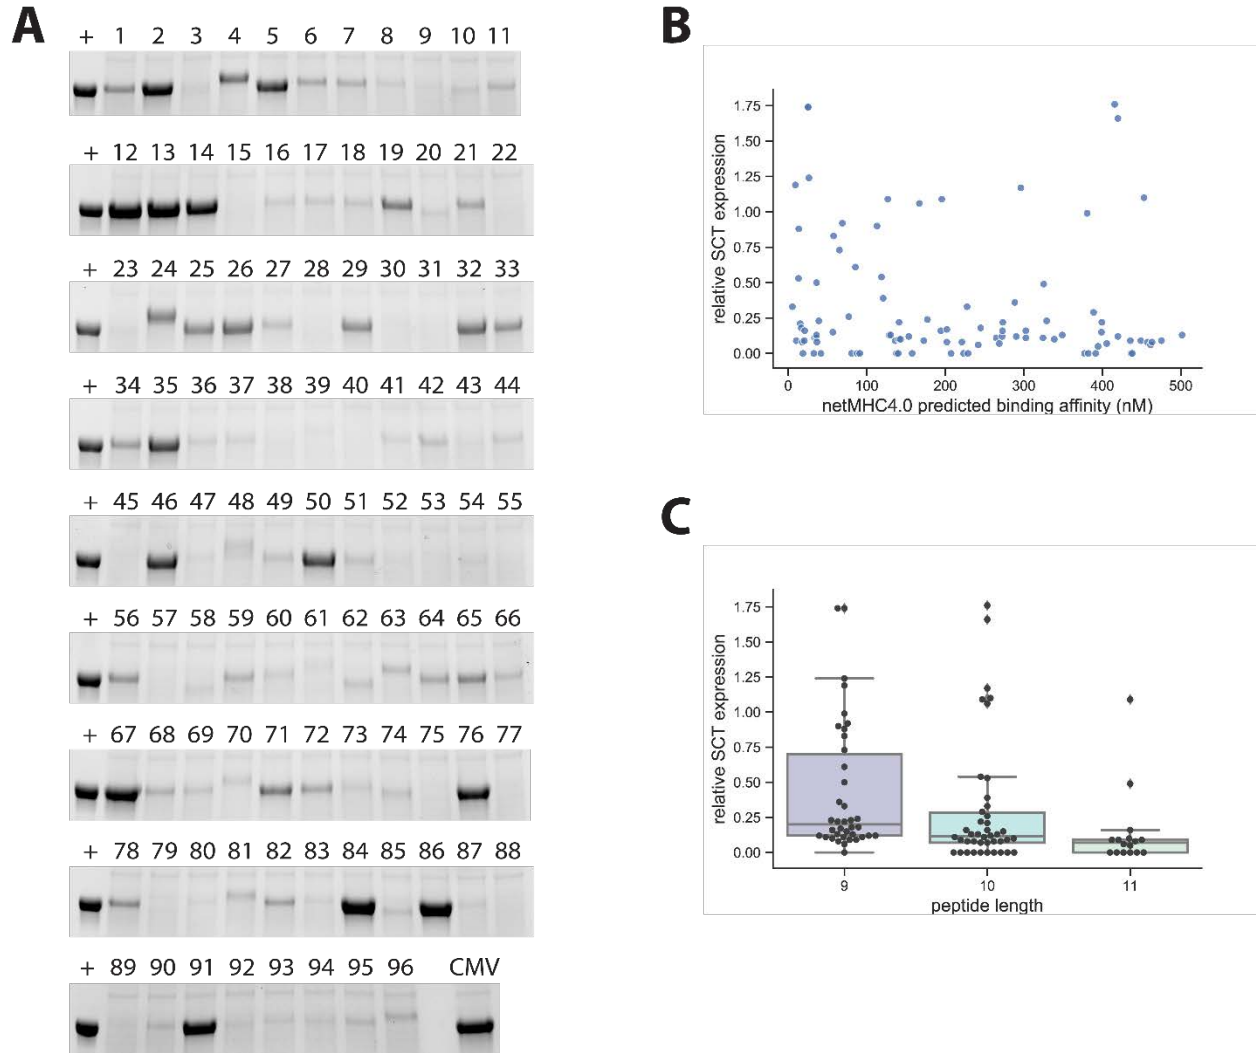 A
+ 1 2 3 4 5 6 7 8 9 10 11
+ 12 13 14 15 16 17 18 19 20 21 22
+ 23 24 25 26 27 28 29 30 31 32 33
+ 34 35 36 37 38 39 40 41 42 43 44
+ 45 46 47 48 49 50 51 52 53 54 55
+ 56 57 58 59 60 61 62 63 64 65 66
+ 67 68 69 70 71 72 73 74 75 76 77
+ 78 79 80 81 82 83 84 85 86 87 88
+ 89 90 91 92 93 94 95 96 CMV
B
relative SCT expression
1.75
1.50
1.25
1.00
0.75
0.50
0.25
0.00
0 100 200 300 400 500
netMHC4.0 predicted binding affinity (nM)
C
relative SCT expression
1.75
1.50
1.25
1.00
0.75
0.50
0.25
0.00
9 10 11
peptide length